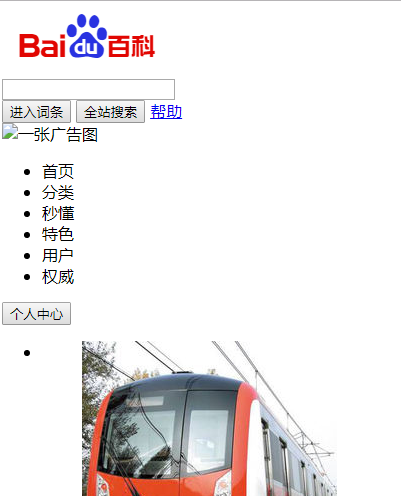 Baidu百科
进入词条 全站搜索 帮助
一张广告图
首页
分类
秒懂
特色
用户
权威
个人中心